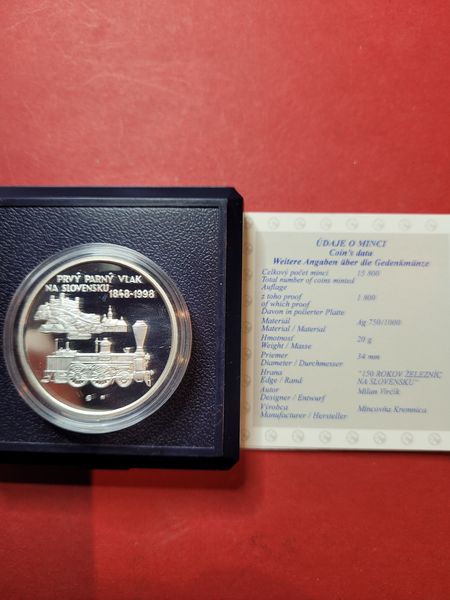 PRVÝ PARNÝ VLAK
NA SLOVENSKU
1848-1998
ÚDAJE O MINCI
Coin's data
Weitere Angaben über die Gedenkmünze
Celkový počet mincí 15 800
Total number of coins minted
Auflage
z toho proof 1 800
of which proof
Davon in polierter Platte
Materiál Ag 750/1000
Material / Material
Hmotnosť 20 g
Weight / Masse
Priemer 34 mm
Diameter / Durchmesser
Hrana "150 ROKOV ŽELEZNÍC
Edge / Rand NA SLOVENSKU"
Autor Milan Virčík
Designer / Entwurf
Výrobca Mincovňa Kremnica
Manufacturer / Hersteller